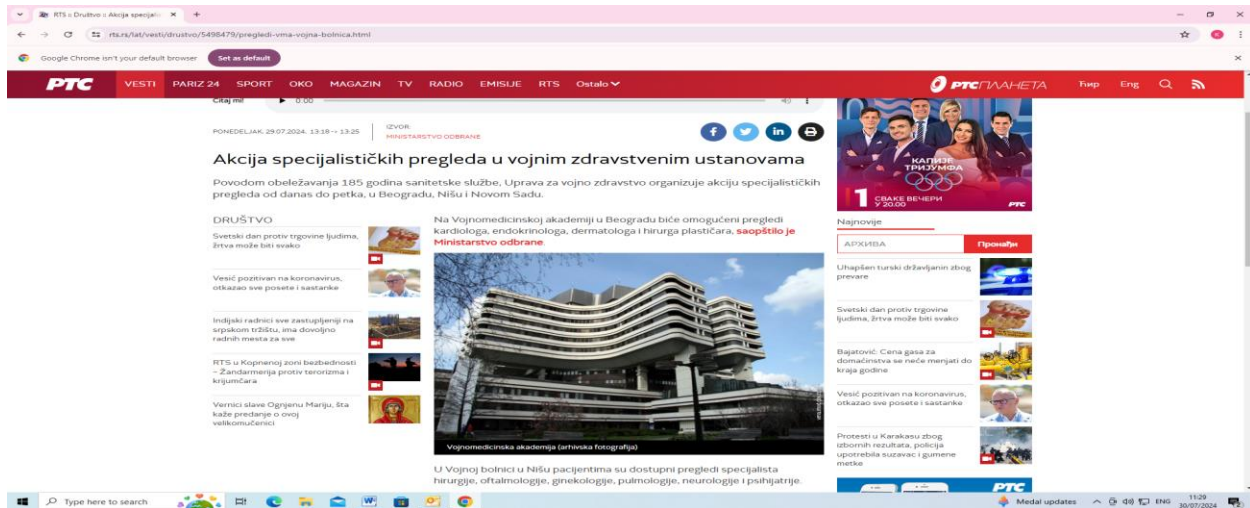 RTS :: Društvo :: Akcija specijalis
rts.rs/lat/vesti/drustvo/5498479/pregledi-vma-vojna-bolnica.html
Google Chrome isn't your default browser
Set as default
РТС
VESTI
PARIZ 24
SPORT
OKO
MAGAZIN
TV
RADIO
EMISIJE
RTS
Ostalo
РТС ПЛАНЕТА
Ћир
Eng
Čitaj mi!
0:00
PONEDELJAK, 29.07.2024, 13:18 -> 13:25
IZVOR:
MINISTARSTVO ODBRANE
Akcija specijalističkih pregleda u vojnim zdravstvenim ustanovama
Povodom obeležavanja 185 godina sanitetske službe, Uprava za vojno zdravstvo organizuje akciju specijalističkih
pregleda od danas do petka, u Beogradu, Nišu i Novom Sadu.
DRUŠTVO
Svetski dan protiv trgovine ljudima,
žrtva može biti svako
Vesić pozitivan na koronavirus,
otkazao sve posete i sastanke
Indijski radnici sve zastupljeniji na
srpskom tržištu, ima dovoljno
radnih mesta za sve
RTS u Kopnenoj zoni bezbednosti
– Žandarmerija protiv terorizma i
krijumčara
Vernici slave Ognjenu Mariju, šta
kaže predanje o ovoj
velikomučenici
Na Vojnomedicinskoj akademiji u Beogradu biće omogućeni pregledi
kardiologa, endokrinologa, dermatologa i hirurga plastičara, saopštilo je
Ministarstvo odbrane.
Vojnomedicinska akademija (arhivska fotografija)
U Vojnoj bolnici u Nišu pacijentima su dostupni pregledi specijalista
hirurgije, oftalmologije, ginekologije, pulmologije, neurologije i psihijatrije.
КАПИЈЕ
ТРИЈУМФА
1
СВАКЕ ВЕЧЕРИ
У 20.00
РТС
Najnovije
АРХИВА
Пронађи
Uhapšen turski državljanin zbog
prevare
Svetski dan protiv trgovine
ljudima, žrtva može biti svako
Bajatović: Cena gasa za
domaćinstva se neće menjati do
kraja godine
Vesić pozitivan na koronavirus,
otkazao sve posete i sastanke
Protesti u Karakasu zbog
izbornih rezultata, policija
upotrebila suzavac i gumene
metke
РТС
Type here to search
Medal updates
ENG
11:29
30/07/2024